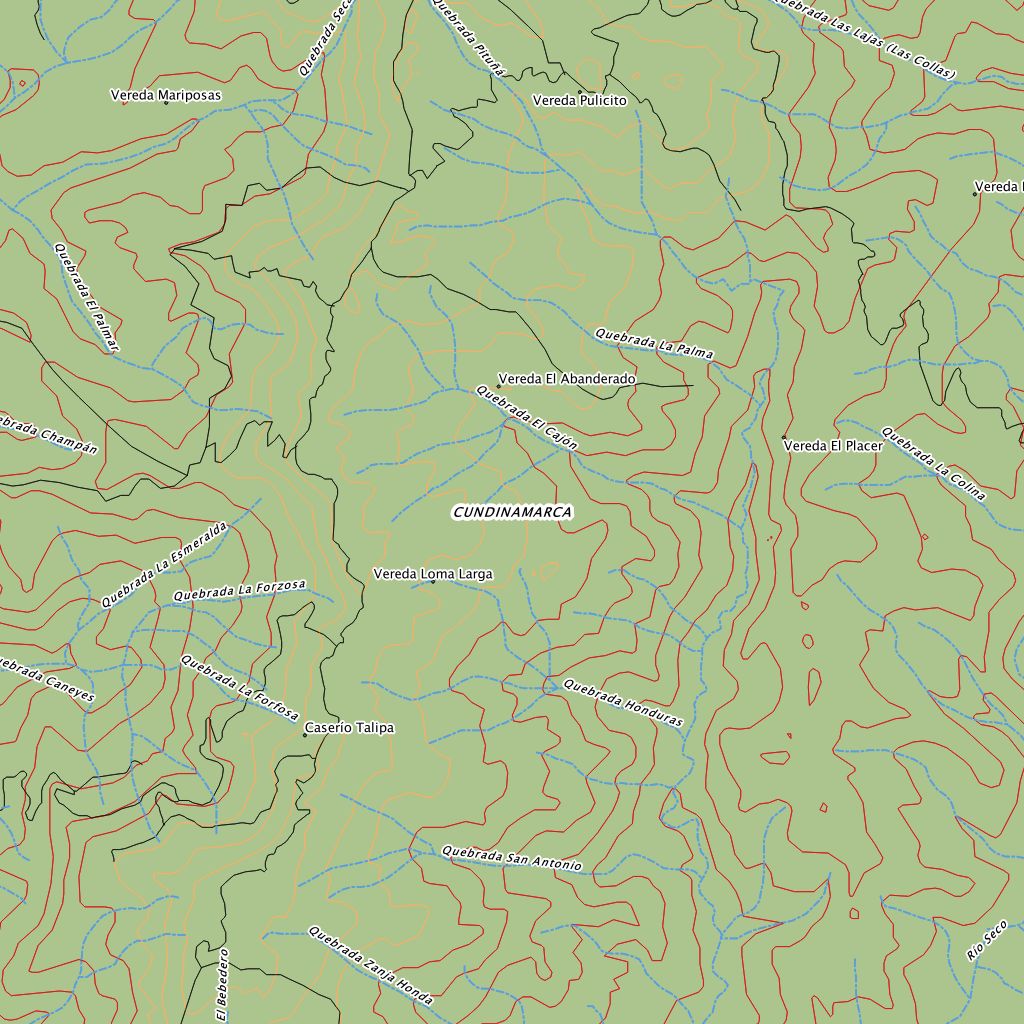 Quebrada Seca
Quebrada Pituña
Quebrada Las Lajas (Las Collas)
Vereda Mariposas
Vereda Pulicito
Vereda
Quebrada El Palmar
Quebrada La Palma
Vereda El Abanderado
Quebrada El Cajón
Champán
Vereda El Placer
Quebrada La Colina
CUNDINAMARCA
Quebrada La Esmeralda
Vereda Loma Larga
Quebrada La Forzosa
Caneyes
Quebrada La Forfosa
Quebrada Honduras
Caserío Talipa
Quebrada San Antonio
Quebrada Zanja Honda
El Bebedero
Río Seco